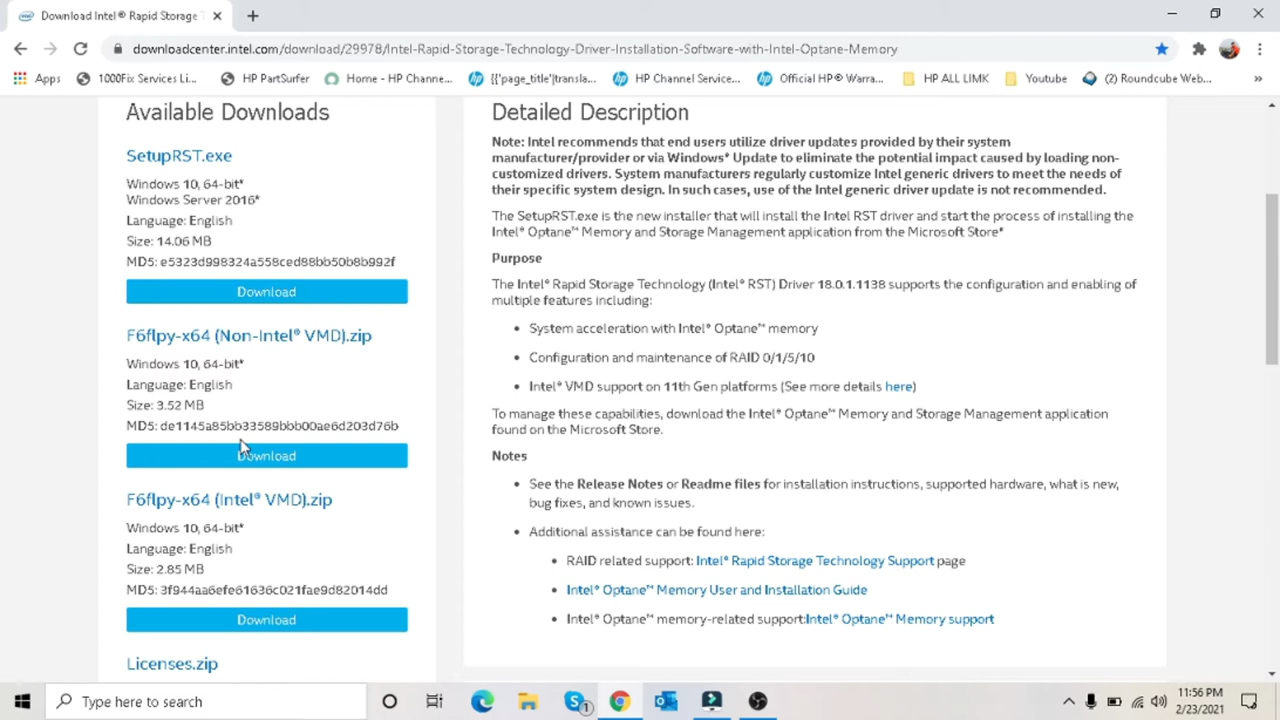 Download Intel® Rapid Storage T
downloadcenter.intel.com/download/29978/Intel-Rapid-Storage-Technology-Driver-Installation-Software-with-Intel-Optane-Memory
Apps
1000Fix Services Li...
HP PartSurfer
Home - HP Channe...
{{'page_title'|transla...
HP Channel Service...
Official HP® Warra...
HP ALL LIMK
Youtube
(2) Roundcube Web...
»
Available Downloads
SetupRST.exe
Windows 10, 64-bit*
Windows Server 2016*
Language: English
Size: 14.06 MB
MD5: e5323d998324a558ced88bb50b8b992f
Download
F6flpy-x64 (Non-Intel® VMD).zip
Windows 10, 64-bit*
Language: English
Size: 3.52 MB
MD5: de1145a85bb33589bbb00ae6d203d76b
Download
F6flpy-x64 (Intel® VMD).zip
Windows 10, 64-bit*
Language: English
Size: 2.85 MB
MD5: 3f944aa6efe61636c021fae9d82014dd
Download
Licenses.zip
Detailed Description
Note: Intel recommends that end users utilize driver updates provided by their system
manufacturer/provider or via Windows* Update to eliminate the potential impact caused by loading non-
customized drivers. System manufacturers regularly customize Intel generic drivers to meet the needs of
their specific system design. In such cases, use of the Intel generic driver update is not recommended.
The SetupRST.exe is the new installer that will install the Intel RST driver and start the process of installing the
Intel® Optane™ Memory and Storage Management application from the Microsoft Store*
Purpose
The Intel® Rapid Storage Technology (Intel® RST) Driver 18.0.1.1138 supports the configuration and enabling of
multiple features including:
• System acceleration with Intel® Optane™ memory
• Configuration and maintenance of RAID 0/1/5/10
• Intel® VMD support on 11th Gen platforms (See more details here)
To manage these capabilities, download the Intel® Optane™ Memory and Storage Management application
found on the Microsoft Store.
Notes
• See the Release Notes or Readme files for installation instructions, supported hardware, what is new,
bug fixes, and known issues.
• Additional assistance can be found here:
• RAID related support: Intel® Rapid Storage Technology Support page
• Intel® Optane™ Memory User and Installation Guide
• Intel® Optane™ memory-related support:Intel® Optane™ Memory support
Type here to search
1
11:56 PM
2/23/2021